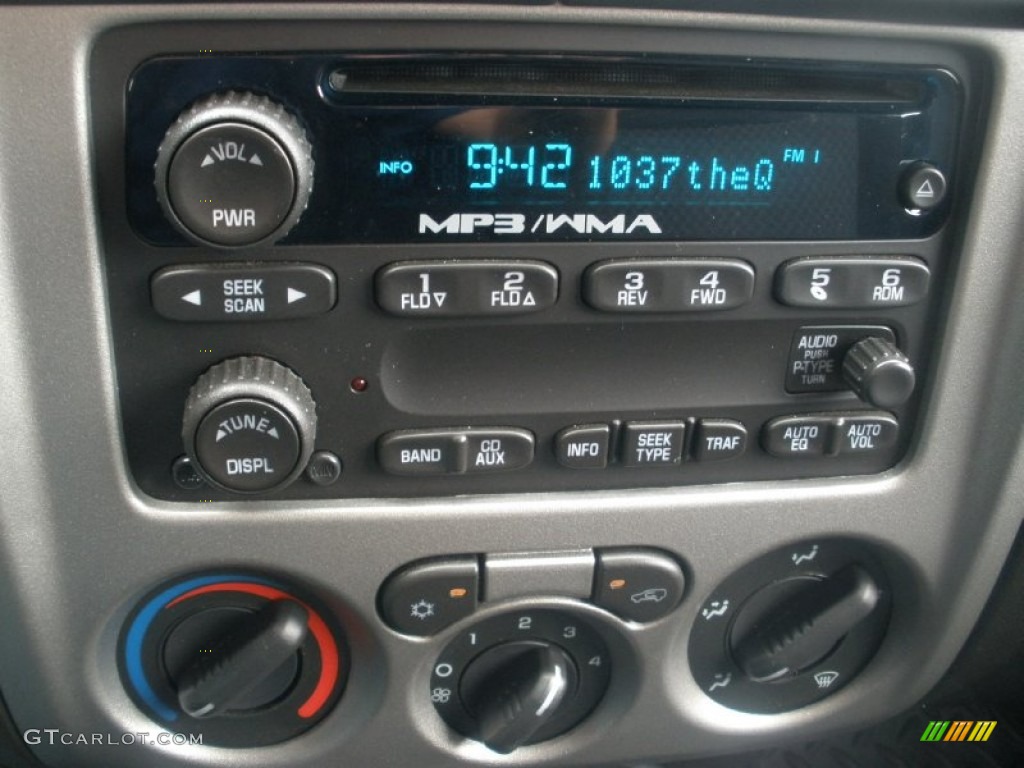 VOL
PWR
INFO 9:42 1037theQ FM 1
MP3/WMA
SEEK
SCAN
1 FLD
2 FLD
3 REV
4 FWD
5
6 RDM
AUDIO
PUSH
P-TYPE
TURN
TUNE
DISPL
BAND
CD
AUX
INFO
SEEK
TYPE
TRAF
AUTO
EQ
AUTO
VOL
0 1 2 3 4
GTCARLOT.COM